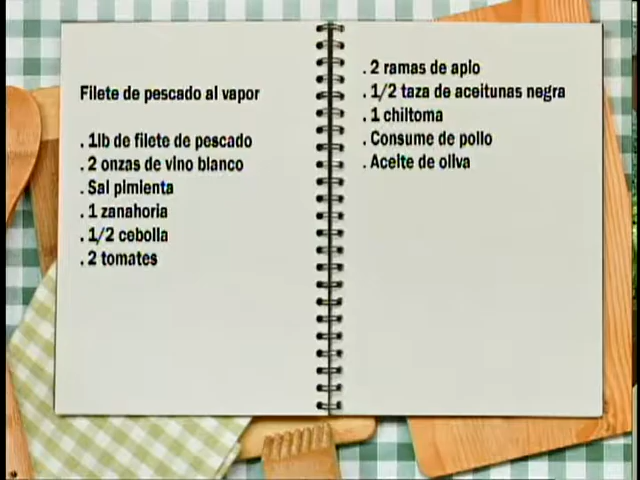 Filete de pescado al vapor
. 1lb de filete de pescado
. 2 onzas de vino blanco
. Sal pimienta
. 1 zanahoria
. 1/2 cebolla
. 2 tomates
. 2 ramas de apio
. 1/2 taza de aceitunas negra
. 1 chiltoma
. Consume de pollo
. Aceite de oliva